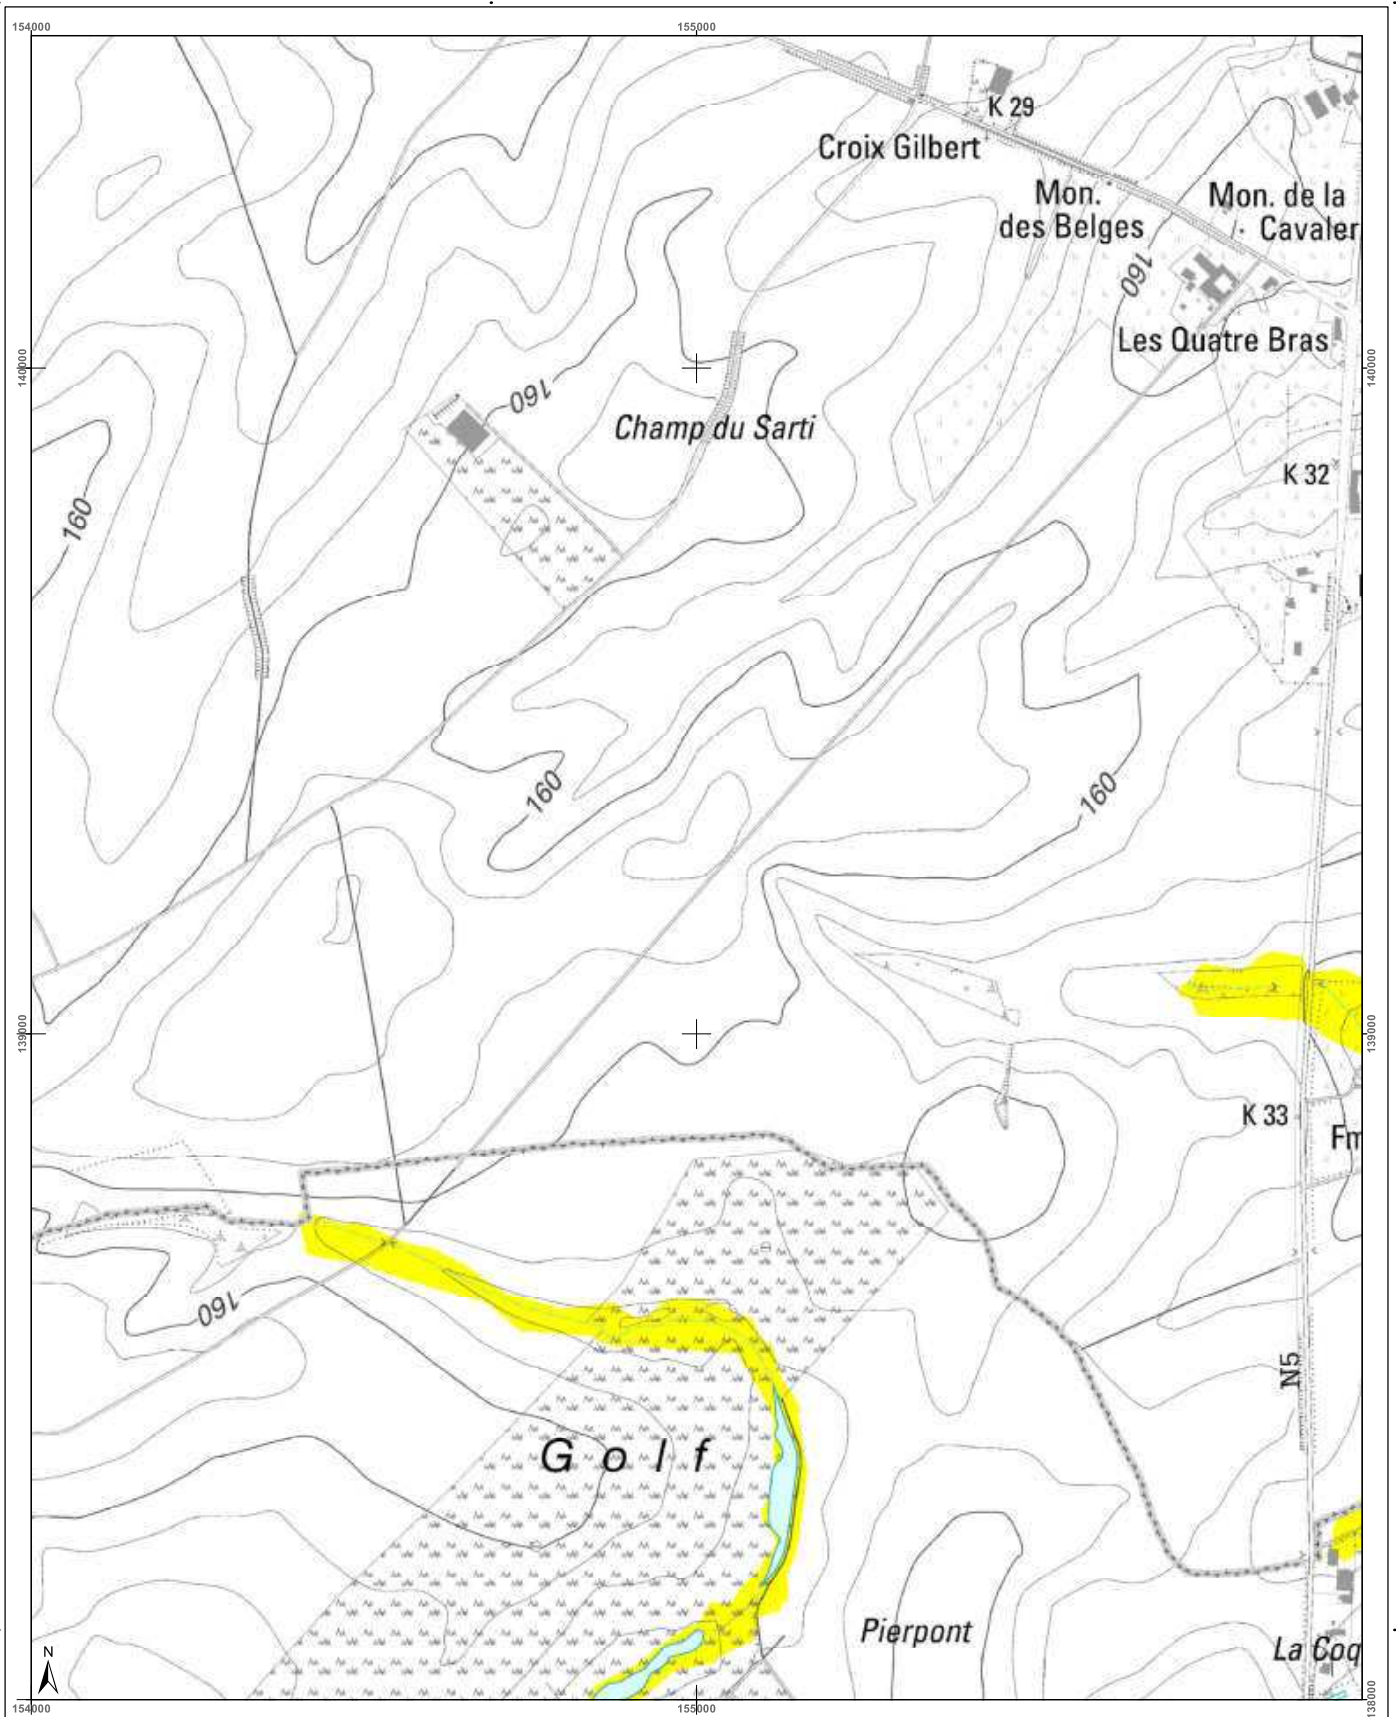 154000
155000
K 29
Croix Gilbert
Mon.
des Belges
Mon. de la
Cavaler
160
Les Quatre Bras
140000
140000
160
Champ du Sarti
K 32
160
160
160
139000
139000
K 33
Fm
160
N5
Golf
Pierpont
La Coq
N
154000
155000
138000